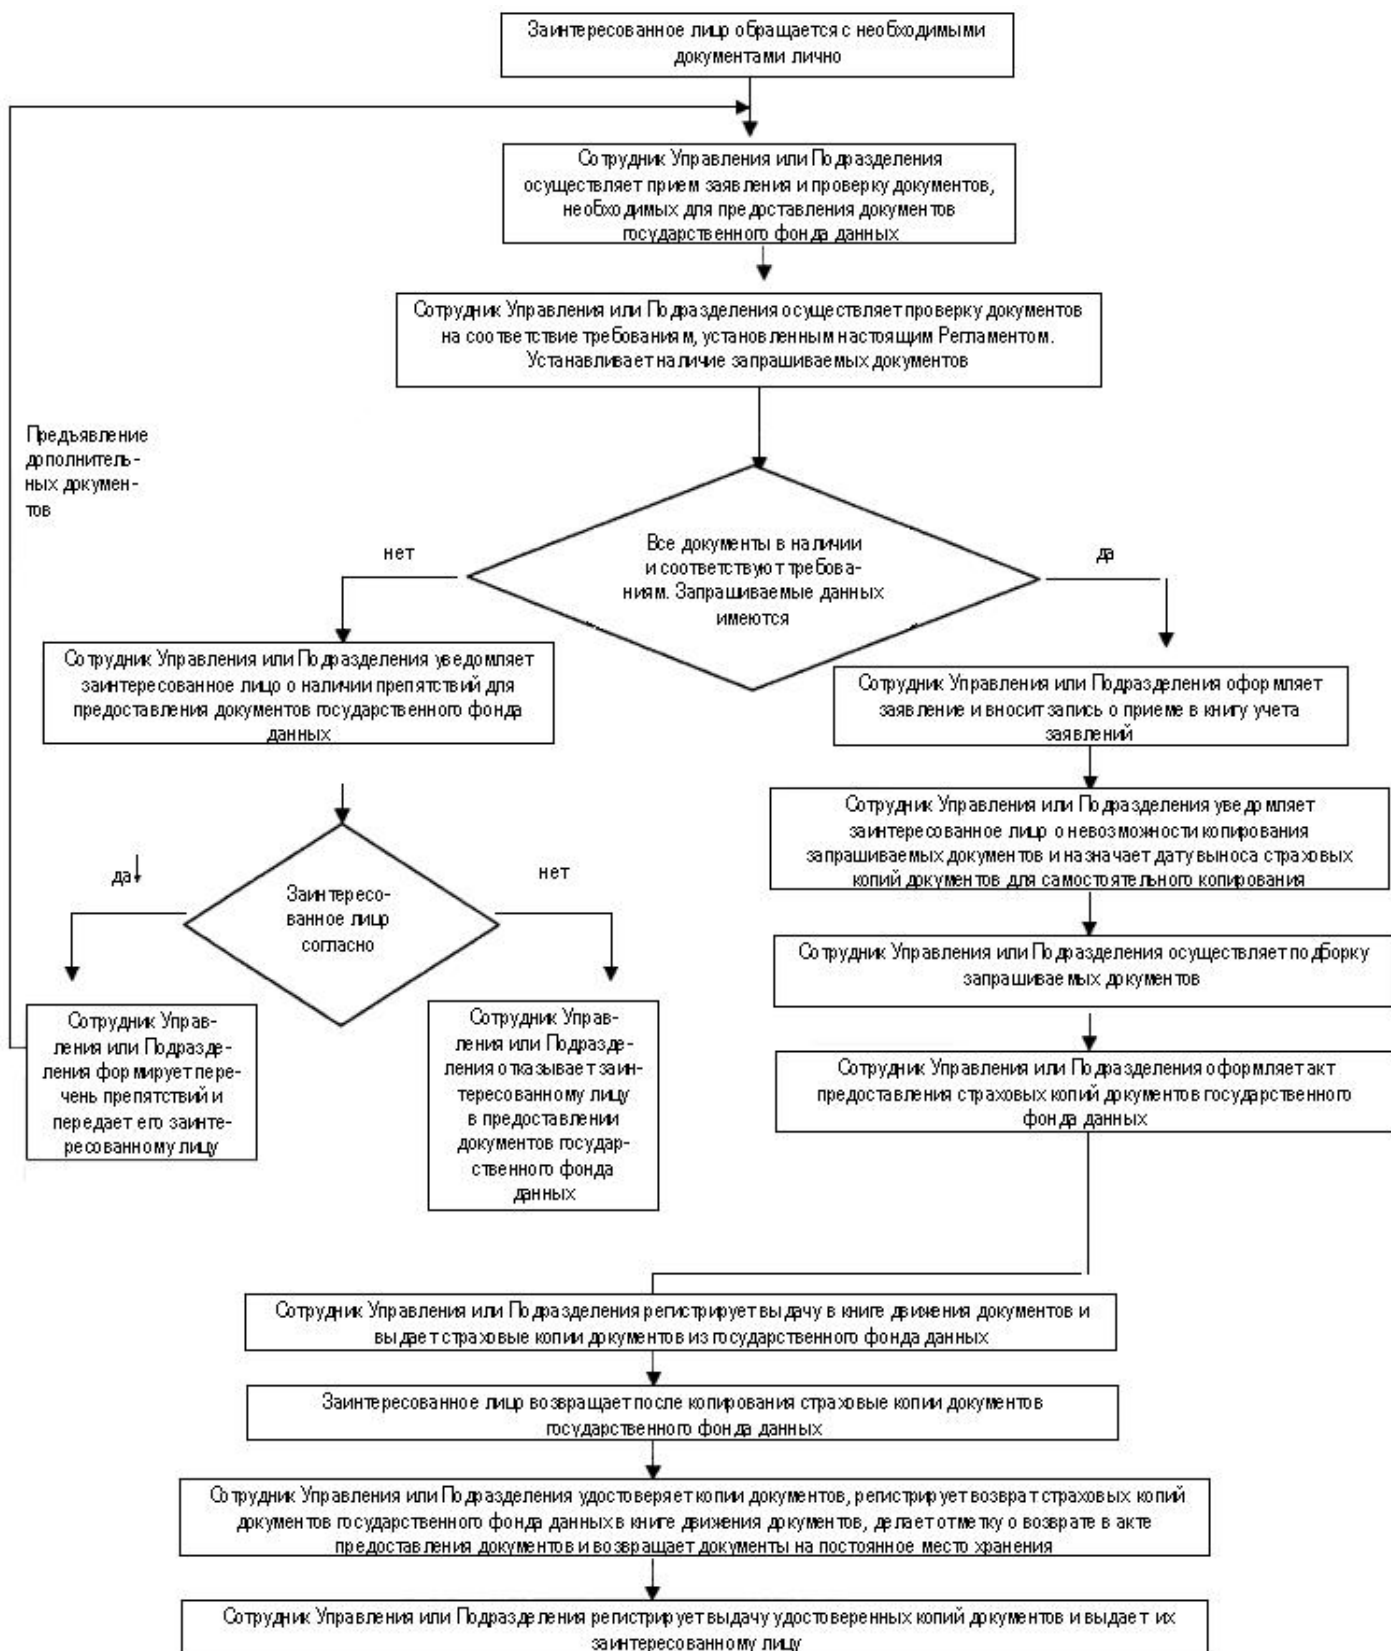 Заинтересованное лицо обращается с необходимыми
документами лично
Сотрудник Управления или Подразделения
осуществляет прием заявления и проверку документов,
необходимых для предоставления документов
государственного фонда данных
Сотрудник Управления или Подразделения осуществляет проверку документов
на соответствие требованиям, установленным настоящим Регламентом.
Устанавливает наличие запрашиваемых документов
Предъявление
дополнитель-
ных докумен-
тов
нет
Все документы в наличии
и соответствуют требова-
ниям. Запрашиваемые данных
имеются
да
Сотрудник Управления или Подразделения уведомляет
заинтересованное лицо о наличии препятствий для
предоставления документов государственного фонда
данных
Сотрудник Управления или Подразделения оформляет
заявление и вносит запись о приеме в книгу учета
заявлений
Сотрудник Управления или Подразделения уведомляет
заинтересованное лицо о невозможности копирования
запрашиваемых документов и назначает дату выноса страховых
копий документов для самостоятельного копирования
да
Заинтересо-
ванное лицо
согласно
нет
Сотрудник Управления или Подразделения осуществляет подборку
запрашиваемых документов
Сотрудник Управ-
ления или Подразде-
ления формирует пере-
чень препятствий и
передает его заинте-
ресованному лицу
Сотрудник Управ-
ления или Подразде-
ления отказывает заин-
тересованному лицу
в предоставлении
документов государ-
ственного фонда
данных
Сотрудник Управления или Подразделения оформляет акт
предоставления страховых копий документов государственного
фонда данных
Сотрудник Управления или Подразделения регистрирует выдачу в книге движения документов и
выдает страховые копии документов из государственного фонда данных
Заинтересованное лицо возвращает после копирования страховые копии документов
государственного фонда данных
Сотрудник Управления или Подразделения удостоверяет копии документов, регистрирует возврат страховых копий
документов государственного фонда данных в книге движения документов, делает отметку о возврате в акте
предоставления документов и возвращает документы на постоянное место хранения
Сотрудник Управления или Подразделения регистрирует выдачу удостоверенных копий документов и выдает их
заинтересованному лицу